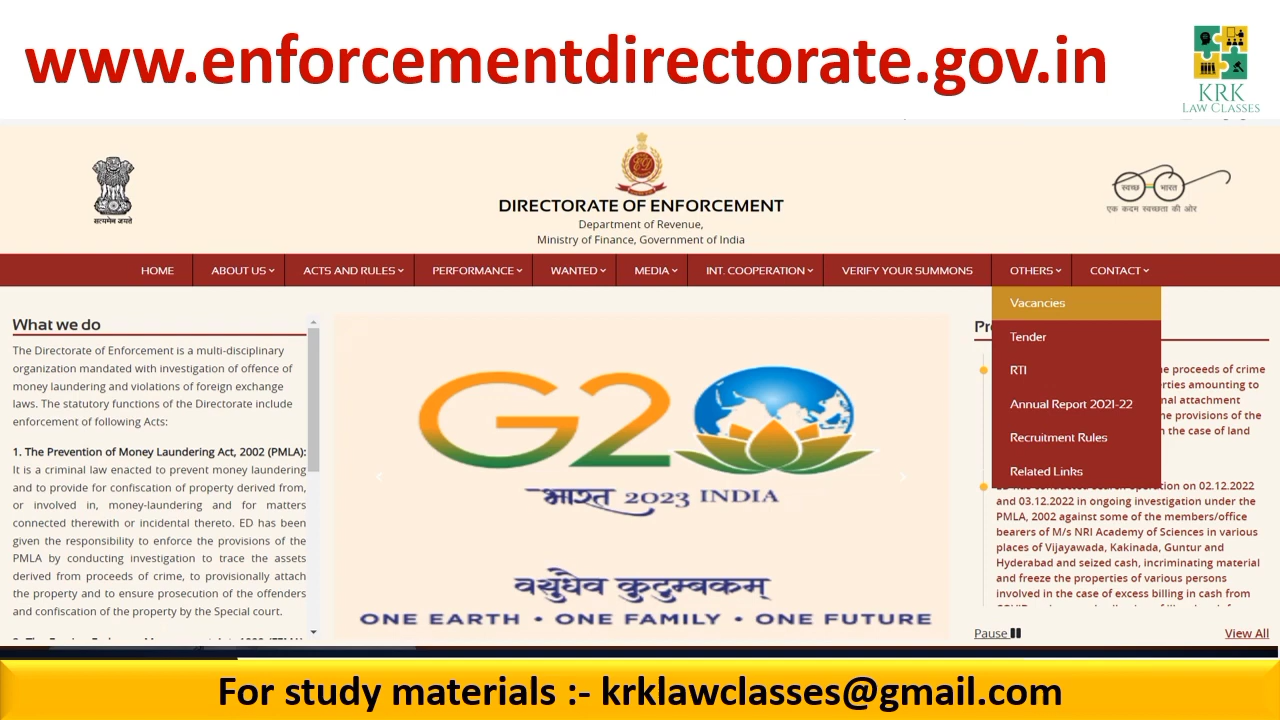 www.enforcementdirectorate.gov.in
KRK
LAW CLASSES
सत्यमेव जयते
DIRECTORATE OF ENFORCEMENT
Department of Revenue,
Ministry of Finance, Government of India
स्वच्छ भारत
एक कदम स्वच्छता की ओर
HOME ABOUT US ACTS AND RULES PERFORMANCE WANTED MEDIA INT. COOPERATION VERIFY YOUR SUMMONS OTHERS CONTACT
Vacancies
Tender
RTI
Annual Report 2021-22
Recruitment Rules
Related Links
What we do
The Directorate of Enforcement is a multi-disciplinary
organization mandated with investigation of offence of
money laundering and violations of foreign exchange
laws. The statutory functions of the Directorate include
enforcement of following Acts:
1. The Prevention of Money Laundering Act, 2002 (PMLA):
It is a criminal law enacted to prevent money laundering
and to provide for confiscation of property derived from,
or involved in, money-laundering and for matters
connected therewith or incidental thereto. ED has been
given the responsibility to enforce the provisions of the
PMLA by conducting investigation to trace the assets
derived from proceeds of crime, to provisionally attach
the property and to ensure prosecution of the offenders
and confiscation of the property by the Special court.
G20
भारत 2023 INDIA
वसुधैव कुटुम्बकम्
ONE EARTH • ONE FAMILY • ONE FUTURE
proceeds of crime
amounting to
attachment
provisions of the
the case of land
on 02.12.2022
and 03.12.2022 in ongoing investigation under the
PMLA, 2002 against some of the members/office
bearers of M/s NRI Academy of Sciences in various
places of Vijayawada, Kakinada, Guntur and
Hyderabad and seized cash, incriminating material
and freeze the properties of various persons
involved in the case of excess billing in cash from
Pause
View All
For study materials :- krklawclasses@gmail.com